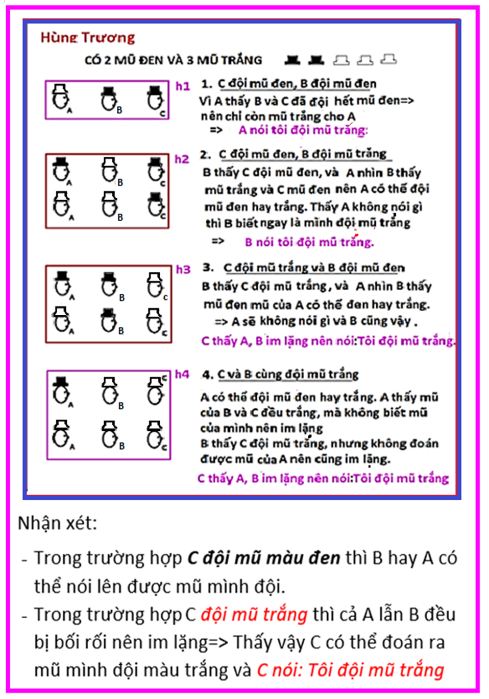 Hùng Trương
CÓ 2 MŨ ĐEN VÀ 3 MŨ TRẮNG
h1
1. C đội mũ đen, B đội mũ đen
Vì A thấy B và C đã đội hết mũ đen=>
nên chỉ còn mũ trắng cho A
=> A nói tôi đội mũ trắng:
A B C
h2
2. C đội mũ đen, B đội mũ trắng
B thấy C đội mũ đen, và A nhìn B thấy
mũ trắng và C mũ đen nên A có thể đội
mũ đen hay trắng. Thấy A không nói gì
thì B biết ngay là mình đội mũ trắng
=> B nói tôi đội mũ trắng.
A B C
A B C
h3
3. C đội mũ trắng và B đội mũ đen
B thấy C đội mũ trắng, và A nhìn B thấy
mũ đen mũ của A có thể đen hay trắng.
=> A sẽ không nói gì và B cũng vậy .
C thấy A, B im lặng nên nói:Tôi đội mũ trắng.
A B C
A B C
h4
4. C và B cùng đội mũ trắng
A có thể đội mũ đen hay trắng. A thấy mũ
của B và C đều trắng, mà không biết mũ
của mình nên im lặng
B thấy C đội mũ trắng, nhưng không đoán
được mũ của A nên cũng im lặng.
C thấy A, B im lặng nên nói:Tôi đội mũ trắng
A B C
A B C
Nhận xét:
- Trong trường hợp C đội mũ màu đen thì B hay A có
thể nói lên được mũ mình đội.
- Trong trường hợp C đội mũ trắng thì cả A lẫn B đều
bị bối rối nên im lặng=> Thấy vậy C có thể đoán ra
mũ mình đội màu trắng và C nói: Tôi đội mũ trắng